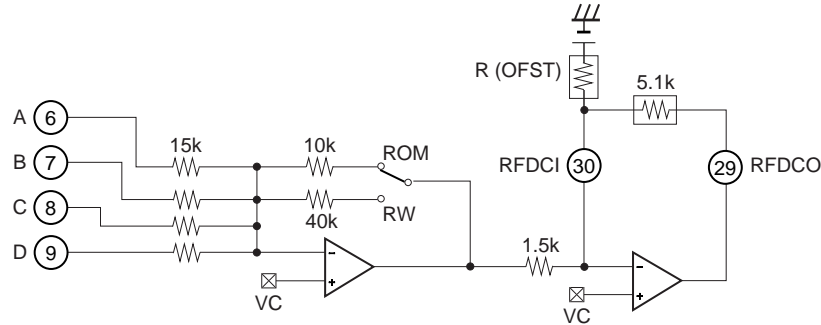 R (OFST)
5.1k
A 6
15k
10k
ROM
B 7
RFDCI 30
29 RFDCO
C 8
40k
RW
D 9
1.5k
VC
VC